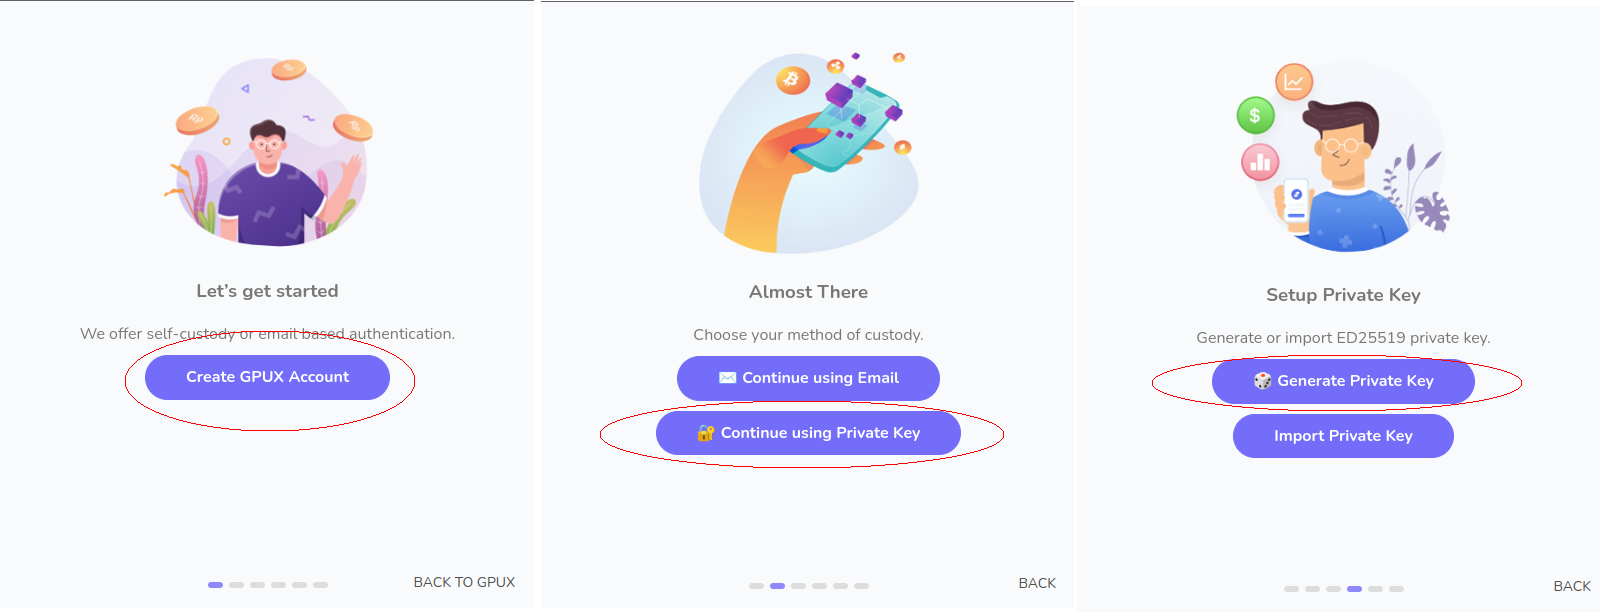 Rp
Rp
Rp
Let's get started
We offer self-custody or email based authentication.
Create GPUX Account
BACK TO GPUX
Almost There
Choose your method of custody.
✉️ Continue using Email
🔐 Continue using Private Key
BACK
$
Setup Private Key
Generate or import ED25519 private key.
🎲 Generate Private Key
Import Private Key
BACK